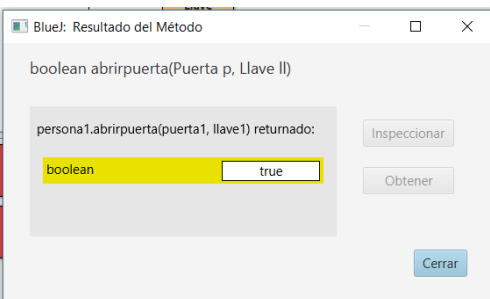 Llave
BlueJ: Resultado del Método
boolean abrirpuerta(Puerta p, Llave ll)
persona1.abrirpuerta(puerta1, llave1) returnado:
Inspeccionar
boolean true
Obtener
Cerrar